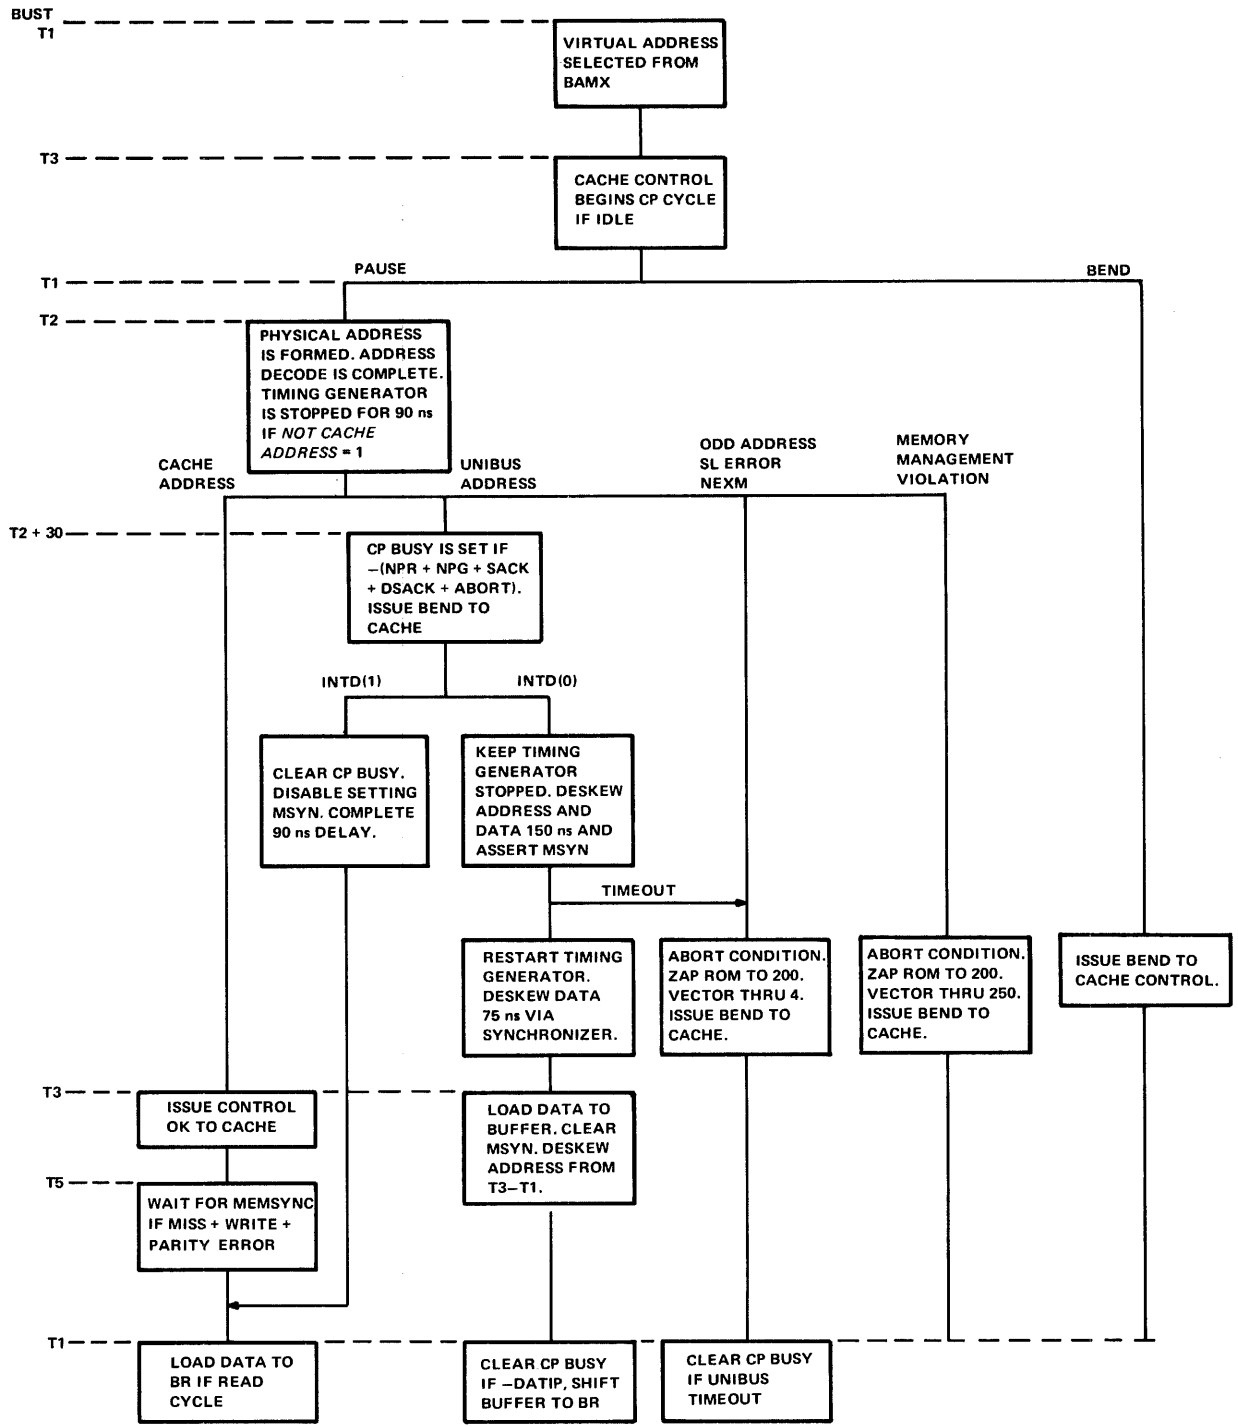 BUST
T1
VIRTUAL ADDRESS
SELECTED FROM
BAMX
T3
CACHE CONTROL
BEGINS CP CYCLE
IF IDLE
PAUSE
BEND
T1
T2
PHYSICAL ADDRESS
IS FORMED. ADDRESS
DECODE IS COMPLETE.
TIMING GENERATOR
IS STOPPED FOR 90 ns
IF NOT CACHE
ADDRESS = 1
CACHE
ADDRESS
UNIBUS
ADDRESS
ODD ADDRESS
SL ERROR
NEXM
MEMORY
MANAGEMENT
VIOLATION
T2 + 30
CP BUSY IS SET IF
–(NPR + NPG + SACK
+ DSACK + ABORT).
ISSUE BEND TO
CACHE
INTD(1)
INTD(0)
CLEAR CP BUSY.
DISABLE SETTING
MSYN. COMPLETE
90 ns DELAY.
KEEP TIMING
GENERATOR
STOPPED. DESKEW
ADDRESS AND
DATA 150 ns AND
ASSERT MSYN
TIMEOUT
RESTART TIMING
GENERATOR.
DESKEW DATA
75 ns VIA
SYNCHRONIZER.
ABORT CONDITION.
ZAP ROM TO 200.
VECTOR THRU 4.
ISSUE BEND TO
CACHE.
ABORT CONDITION.
ZAP ROM TO 200.
VECTOR THRU 250.
ISSUE BEND TO
CACHE.
ISSUE BEND TO
CACHE CONTROL.
T3
ISSUE CONTROL
OK TO CACHE
LOAD DATA TO
BUFFER. CLEAR
MSYN. DESKEW
ADDRESS FROM
T3–T1.
T5
WAIT FOR MEMSYNC
IF MISS + WRITE +
PARITY ERROR
T1
LOAD DATA TO
BR IF READ
CYCLE
CLEAR CP BUSY
IF –DATIP, SHIFT
BUFFER TO BR
CLEAR CP BUSY
IF UNIBUS
TIMEOUT